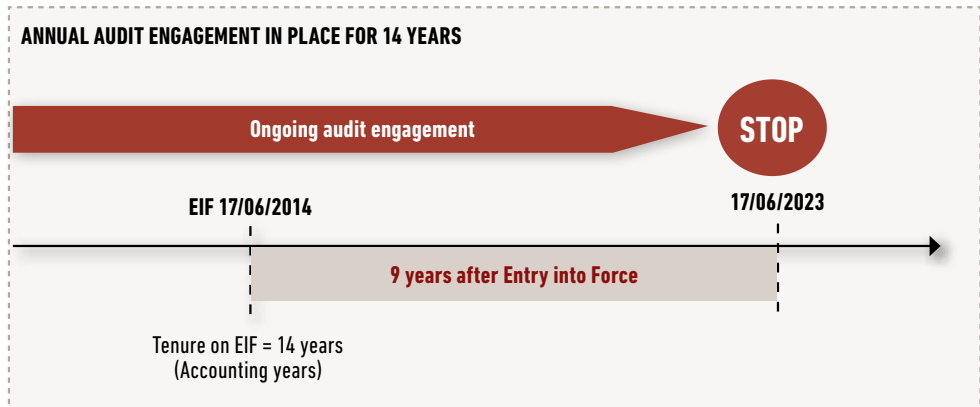 ANNUAL AUDIT ENGAGEMENT IN PLACE FOR 14 YEARS
Ongoing audit engagement
STOP
EIF 17/06/2014
17/06/2023
9 years after Entry into Force
Tenure on EIF = 14 years
(Accounting years)